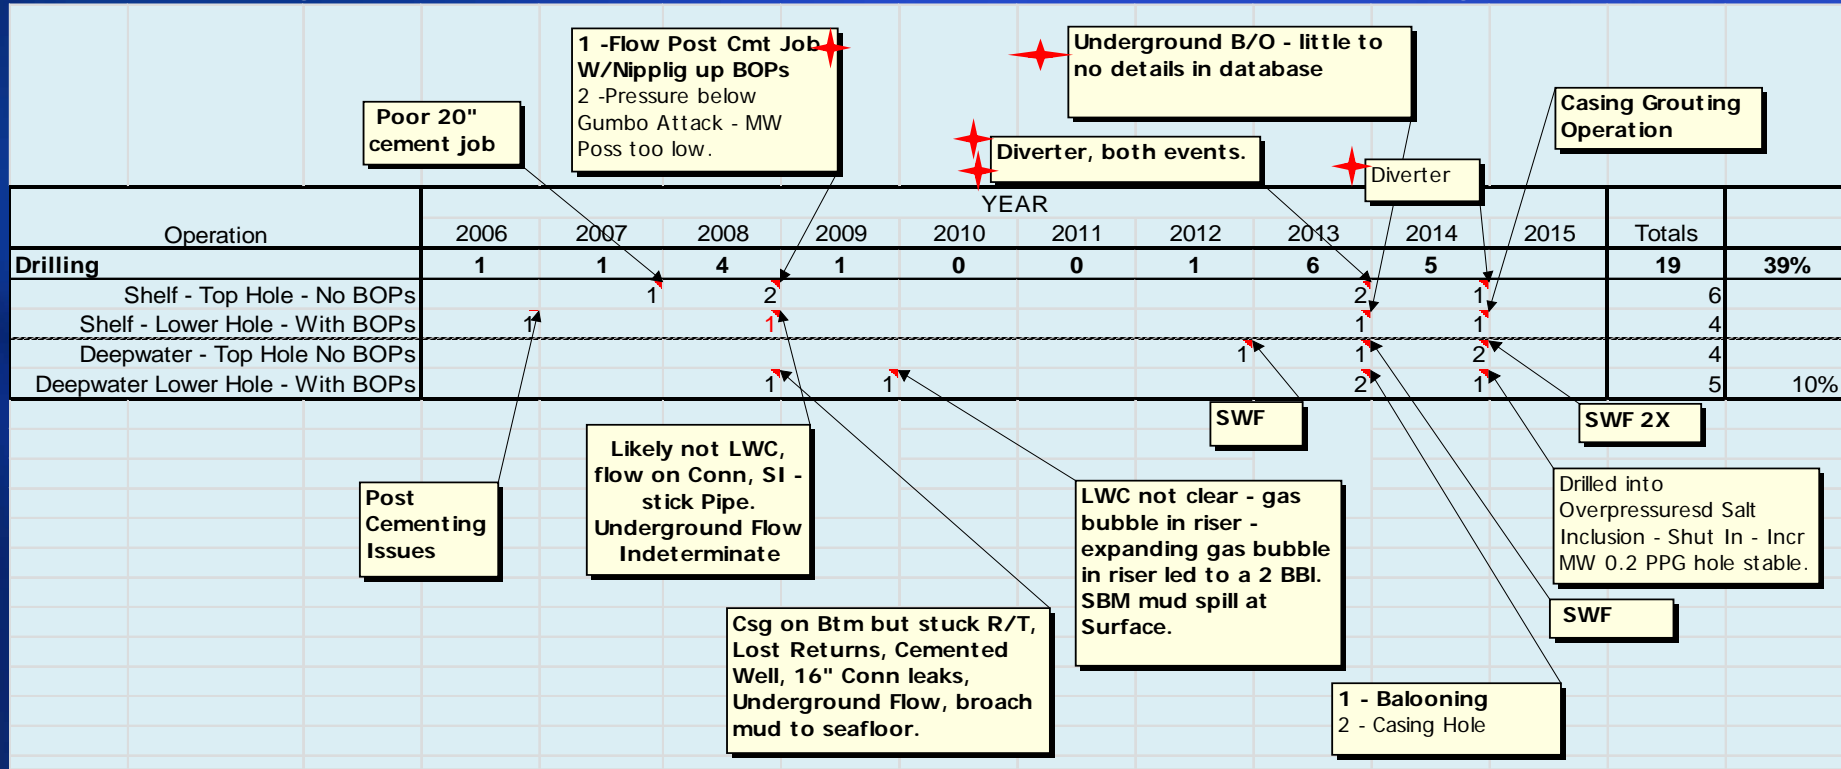 1 -Flow Post Cmt Job
W/Nipplig up BOPs
2 -Pressure below
Gumbo Attack - MW
Poss too low.
Underground B/O - little to
no details in database
Poor 20"
cement job
Casing Grouting
Operation
Diverter, both events.
Diverter
YEAR
Operation 2006 2007 2008 2009 2010 2011 2012 2013 2014 2015 Totals
Drilling 1 1 4 1 0 0 1 6 5 19 39%
Shelf - Top Hole - No BOPs 1 2 2 1 6
Shelf - Lower Hole - With BOPs 1 1 1 1 4
Deepwater - Top Hole No BOPs 1 1 2 4
Deepwater Lower Hole - With BOPs 1 1 2 1 5 10%
SWF
SWF 2X
Likely not LWC,
flow on Conn, SI -
stick Pipe.
Underground Flow
Indeterminate
Post
Cementing
Issues
LWC not clear - gas
bubble in riser -
expanding gas bubble
in riser led to a 2 BBl.
SBM mud spill at
Surface.
Drilled into
Overpressuresd Salt
Inclusion - Shut In - Incr
MW 0.2 PPG hole stable.
SWF
Csg on Btm but stuck R/T,
Lost Returns, Cemented
Well, 16" Conn leaks,
Underground Flow, broach
mud to seafloor.
1 - Balooning
2 - Casing Hole